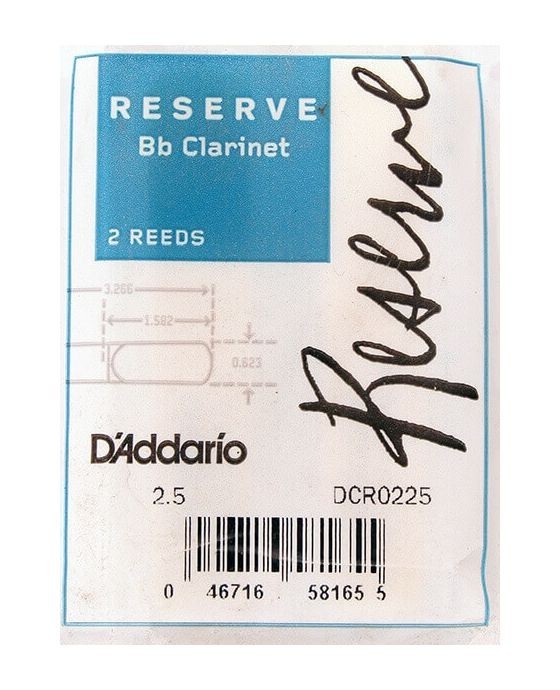 RESERVE
Bb Clarinet
2 REEDS
Reserve
3.266
1.582
0.623
D'Addario
2.5 DCR0225
0 46716 58165 5